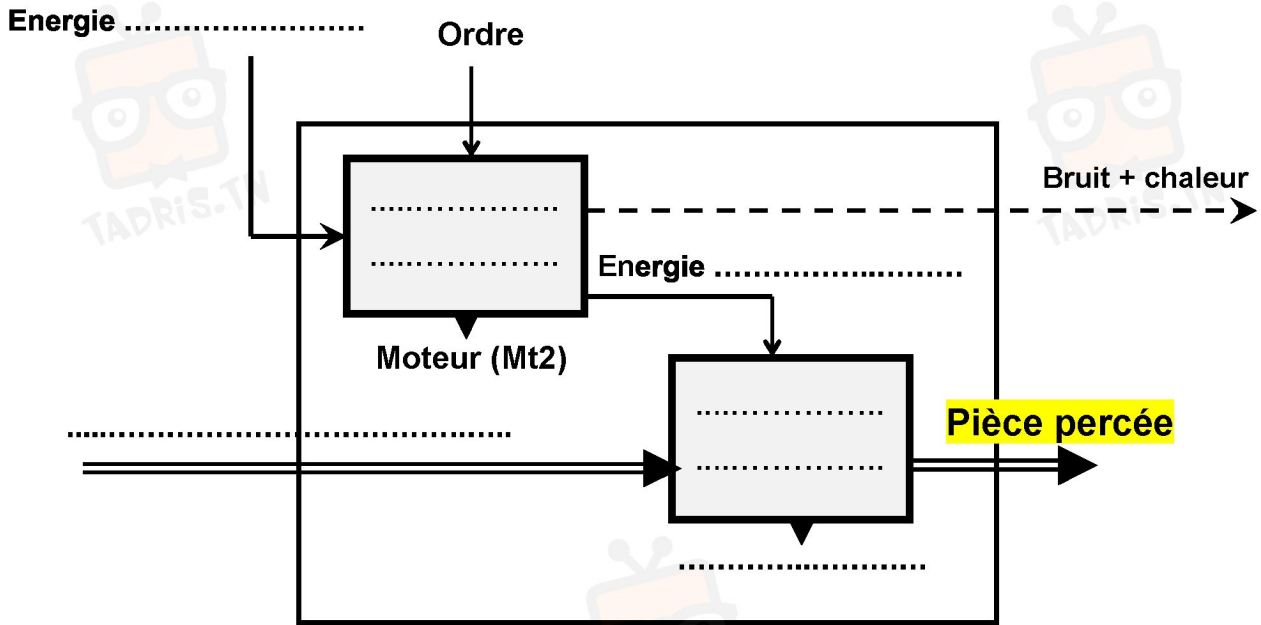 Energie ................................
Ordre
Bruit + chaleur
..........................
..........................
Energie ................................
Moteur (Mt2)
..........................
Pièce percée
............................................................
..........................
................................
TADRIS.TN
TADRIS.TN